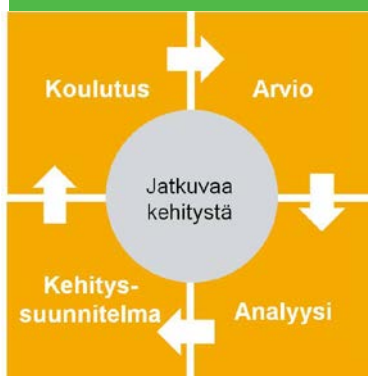 Koulutus
Arvio
Jatkuvaa
kehitystä
Kehitys-
suunnitelma
Analyysi